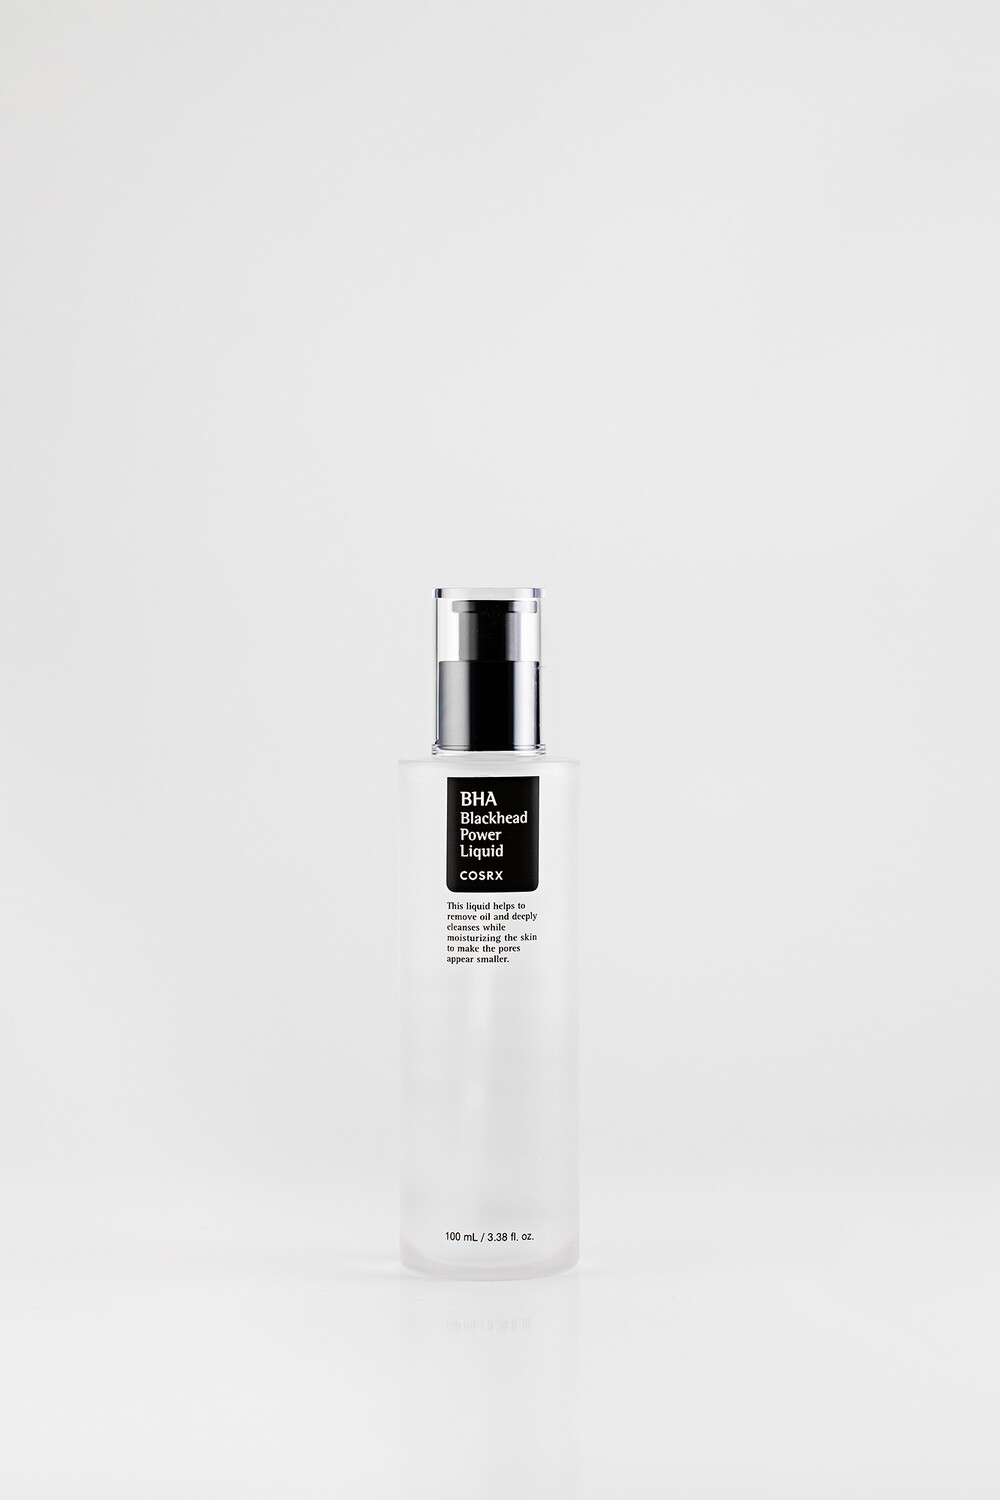 BHA
Blackhead
Power
Liquid
COSRX
This liquid helps to
remove oil and deeply
cleanses while
moisturizing the skin
to make the pores
appear smaller.
100 mL / 3.38 fl. oz.